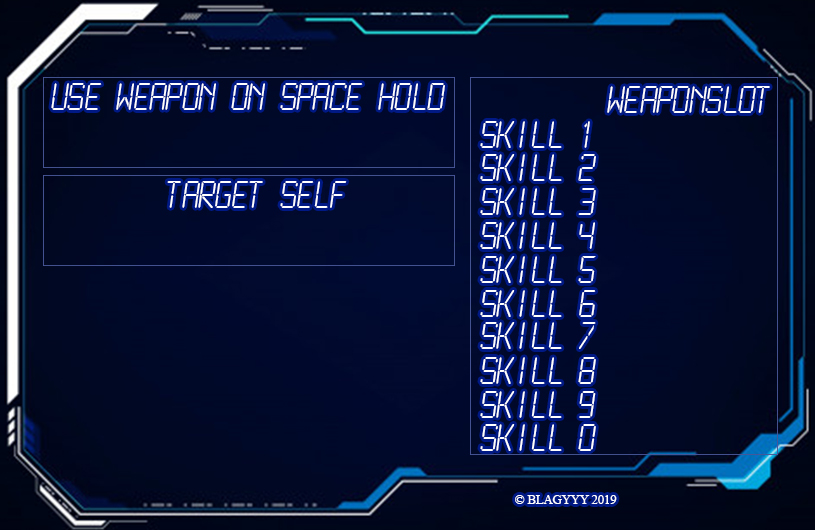 USE WEAPON ON SPACE HOLD
TARGET SELF
WEAPONSLOT
SKILL 1
SKILL 2
SKILL 3
SKILL 4
SKILL 5
SKILL 6
SKILL 7
SKILL 8
SKILL 9
SKILL 0
© BLAGYYY 2019